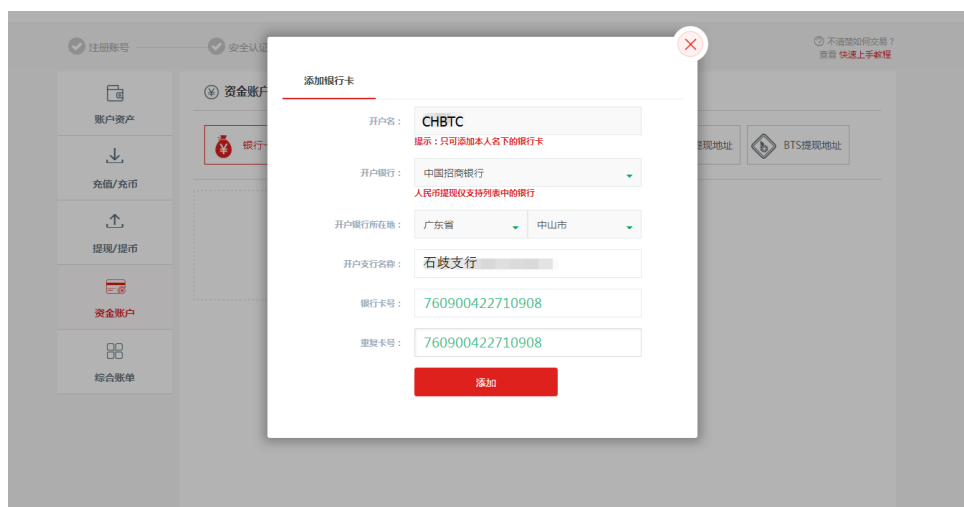 注册账号
安全认证
不清楚如何交易？
查看 快速上手教程
账户资产
充值/充币
提现/提币
资金账户
综合账单
资金账户
银行
提现地址
BTS提现地址
添加银行卡
开户名：
CHBTC
提示：只可添加本人名下的银行卡
开户银行：
中国招商银行
人民币提现仅支持列表中的银行
开户银行所在地：
广东省
中山市
开户支行名称：
石歧支行
银行卡号：
760900422710908
重复卡号：
760900422710908
添加